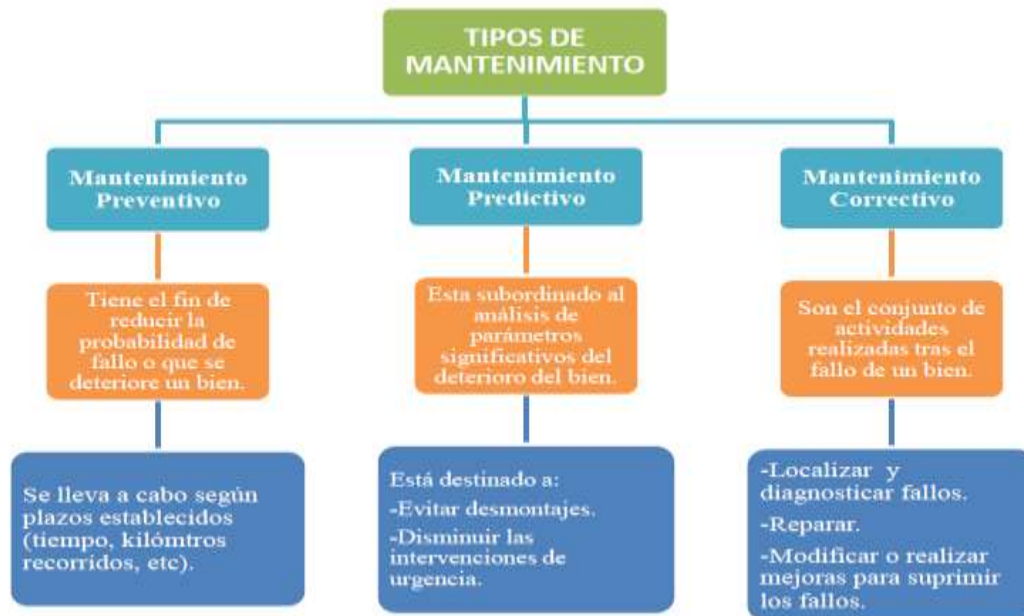 TIPOS DE
MANTENIMIENTO
Mantenimiento
Preventivo
Tiene el fin de
reducir la
probabilidad de
fallo o que se
deteriore un bien.
Se lleva a cabo según
plazos establecidos
(tiempo, kilómtros
recorridos, etc).
Mantenimiento
Predictivo
Esta subordinado al
análisis de
parámetros
significativos del
deterioro del bien.
Está destinado a:
-Evitar desmontajes.
-Disminuir las
intervenciones de
urgencia.
Mantenimiento
Correctivo
Son el conjunto de
actividades
realizadas tras el
fallo de un bien.
-Localizar y
diagnosticar fallos.
-Reparar.
-Modificar o realizar
mejoras para suprimir
los fallos.